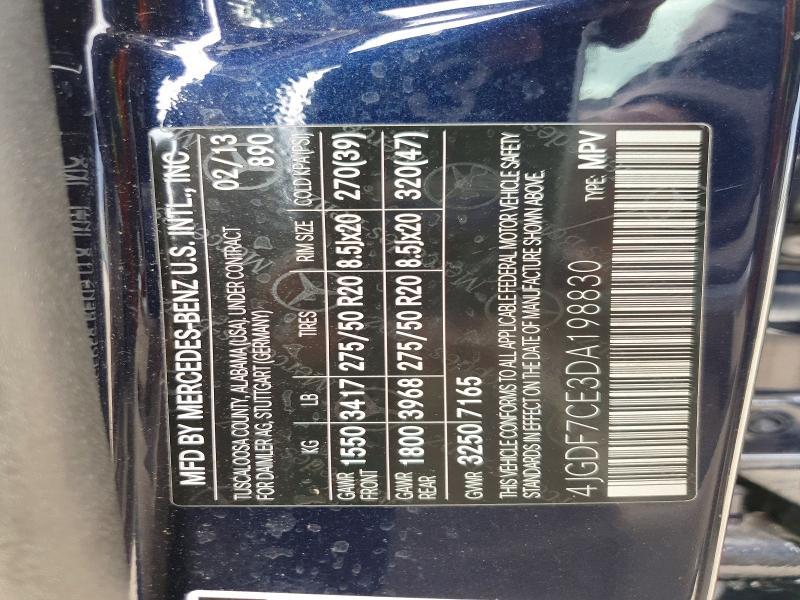 MFD BY MERCEDES-BENZ U.S. INTL., INC
TUSCALOOSA COUNTY, ALABAMA (USA), UNDER CONTRACT 02/13
FOR DAIMLER AG, STUTTGART (GERMANY) 890
KG LB TIRES RIM SIZE COLD KPA(PSI)
GAWR FRONT 1550 3417 275/50 R20 8.5Jx20 270(39)
GAWR REAR 1800 3968 275/50 R20 8.5Jx20 320(47)
GVWR 3250 7165
THIS VEHICLE CONFORMS TO ALL APPLICABLE FEDERAL MOTOR VEHICLE SAFETY
STANDARDS IN EFFECT ON THE DATE OF MANUFACTURE SHOWN ABOVE.
4JGDF7CE3DA198830 TYPE: MPV